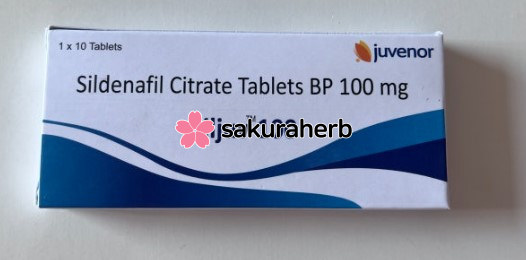 1 x 10 Tablets
juvenor
Sildenafil Citrate Tablets BP 100 mg
sakuraherb